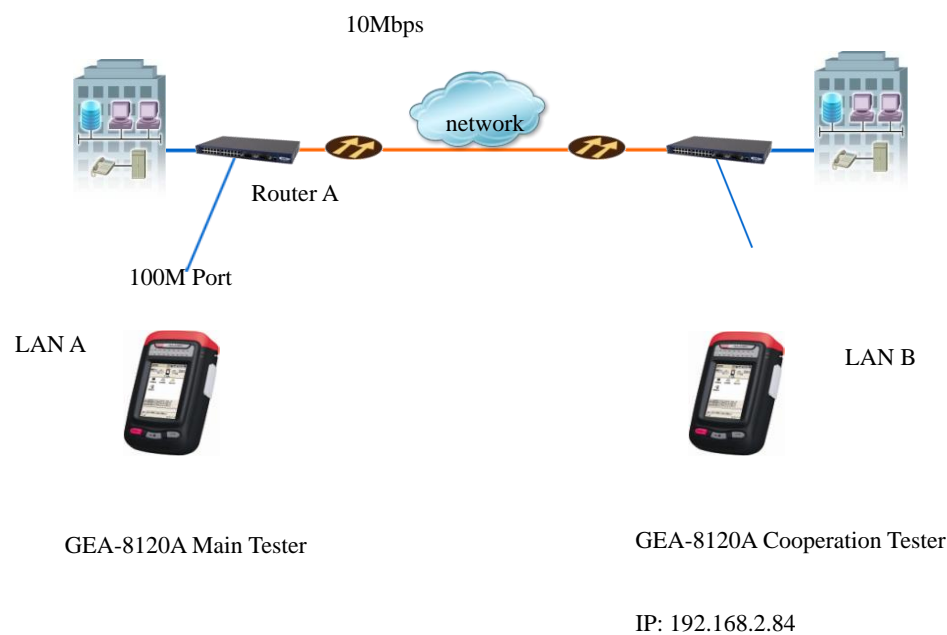 10Mbps
network
Router A
100M Port
LAN A
LAN B
GEA-8120A Main Tester
GEA-8120A Cooperation Tester
IP: 192.168.2.84